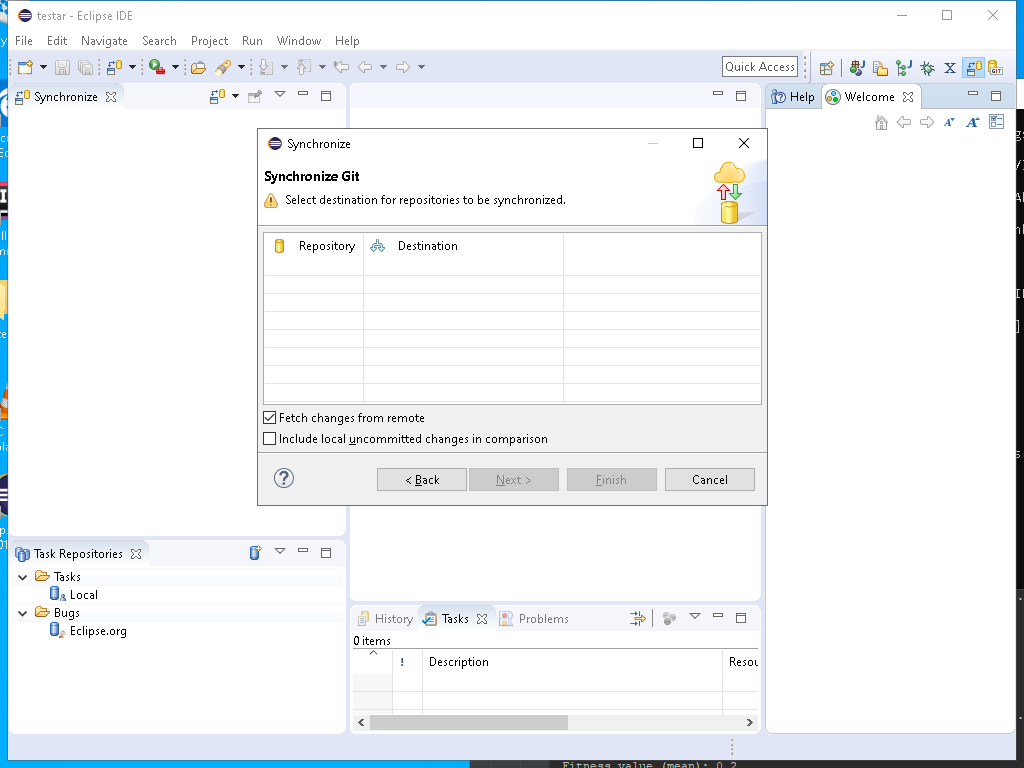 testar - Eclipse IDE
File Edit Navigate Search Project Run Window Help
Quick Access
GIT
Synchronize
Help
Welcome
Synchronize
Synchronize Git
Select destination for repositories to be synchronized.
Repository Destination
Fetch changes from remote
Include local uncommitted changes in comparison
< Back Next > Finish Cancel
Task Repositories
Tasks
Local
Bugs
Eclipse.org
History Tasks Problems
0 items
! Description Resou
Fitness value (mean): 0.2